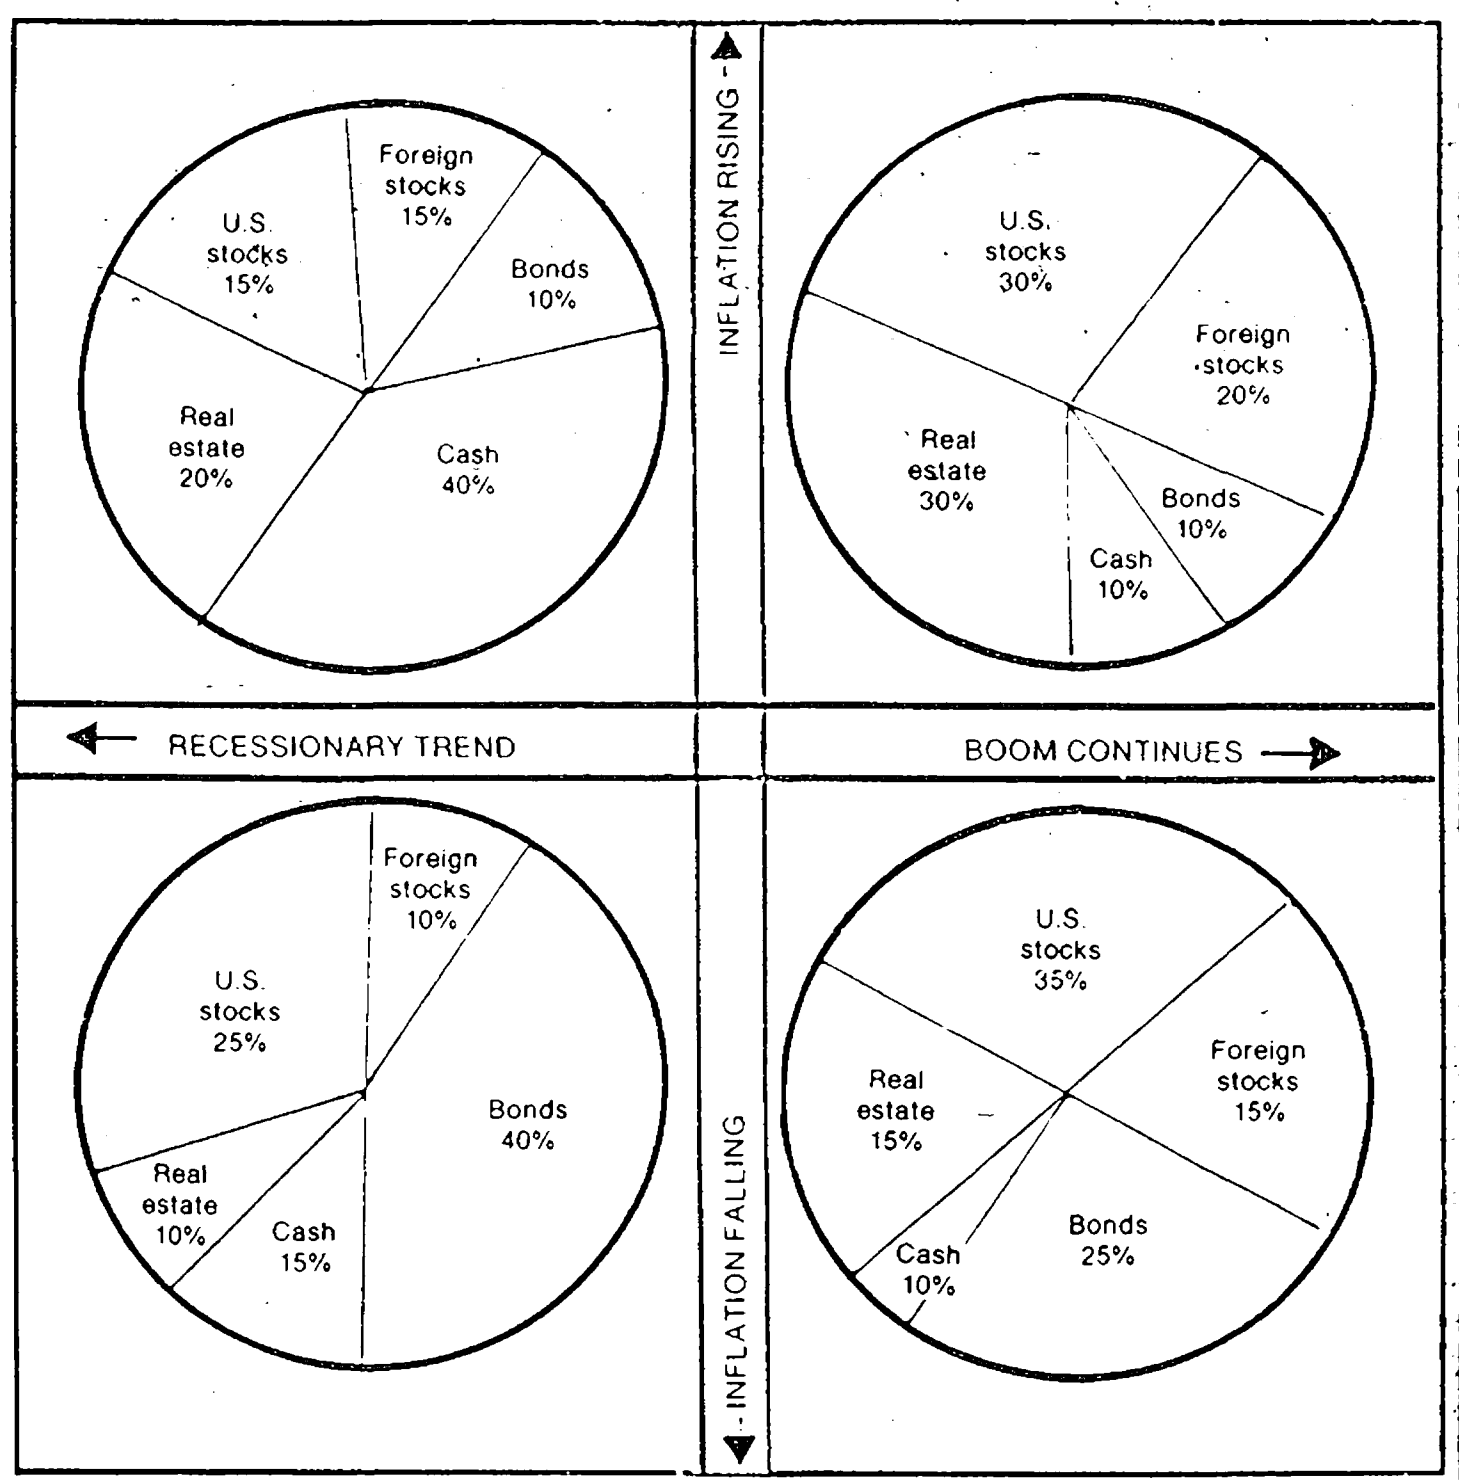 Foreign
stocks
15%
U.S.
stocks
15%
Bonds
10%
Real
estate
20%
Cash
40%
INFLATION RISING
U.S.
stocks
30%
Foreign
stocks
20%
Real
estate
30%
Bonds
10%
Cash
10%
RECESSIONARY TREND
BOOM CONTINUES
Foreign
stocks
10%
U.S.
stocks
25%
Bonds
40%
Real
estate
10%
Cash
15%
INFLATION FALLING
U.S.
stocks
35%
Foreign
stocks
15%
Real
estate
15%
Bonds
25%
Cash
10%